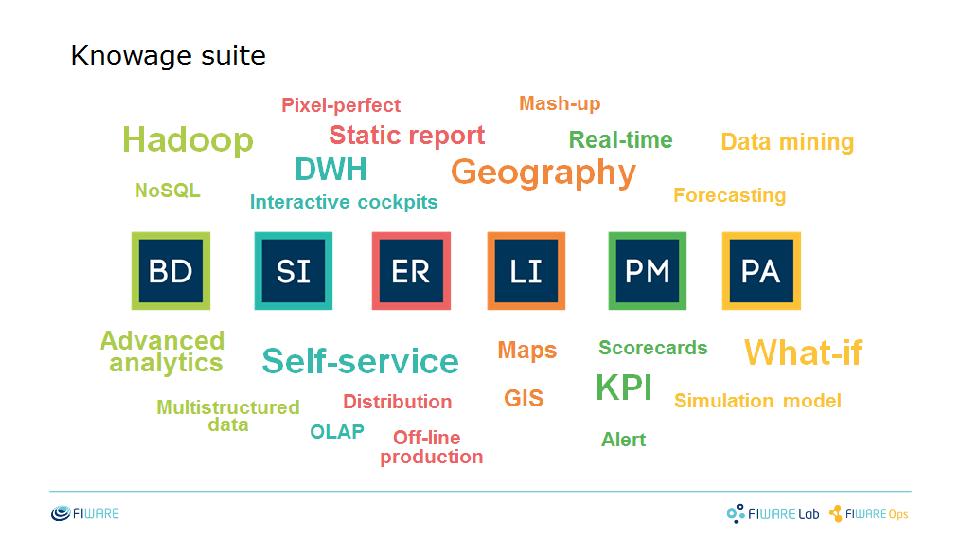 Knowage suite
Pixel-perfect
Mash-up
Hadoop
Static report
Real-time
Data mining
DWH
Geography
NoSQL
Interactive cockpits
Forecasting
BD
SI
ER
LI
PM
PA
Advanced
analytics
Self-service
Maps
Scorecards
What-if
KPI
Multistructured
data
Distribution
GIS
Simulation model
OLAP
Off-line
production
Alert
FIWARE
FIWARE Lab
FIWARE Ops